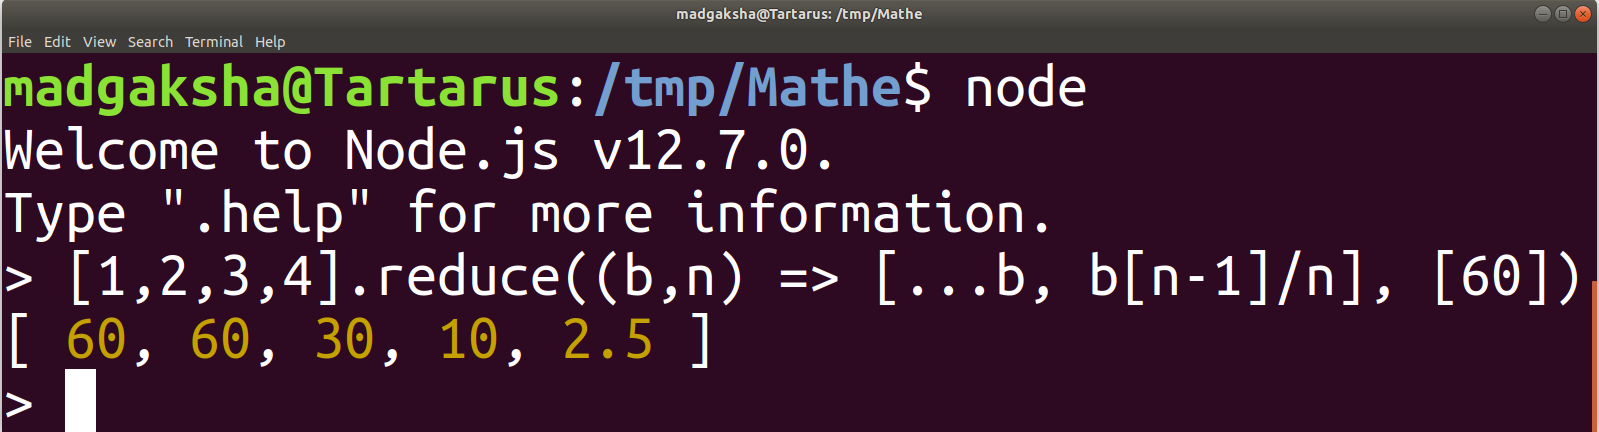 madgaksha@Tartarus: /tmp/Mathe
File Edit View Search Terminal Help
madgaksha@Tartarus:/tmp/Mathe$ node
Welcome to Node.js v12.7.0.
Type ".help" for more information.
> [1,2,3,4].reduce((b,n) => [...b, b[n-1]/n], [60])
[ 60, 60, 30, 10, 2.5 ]
>